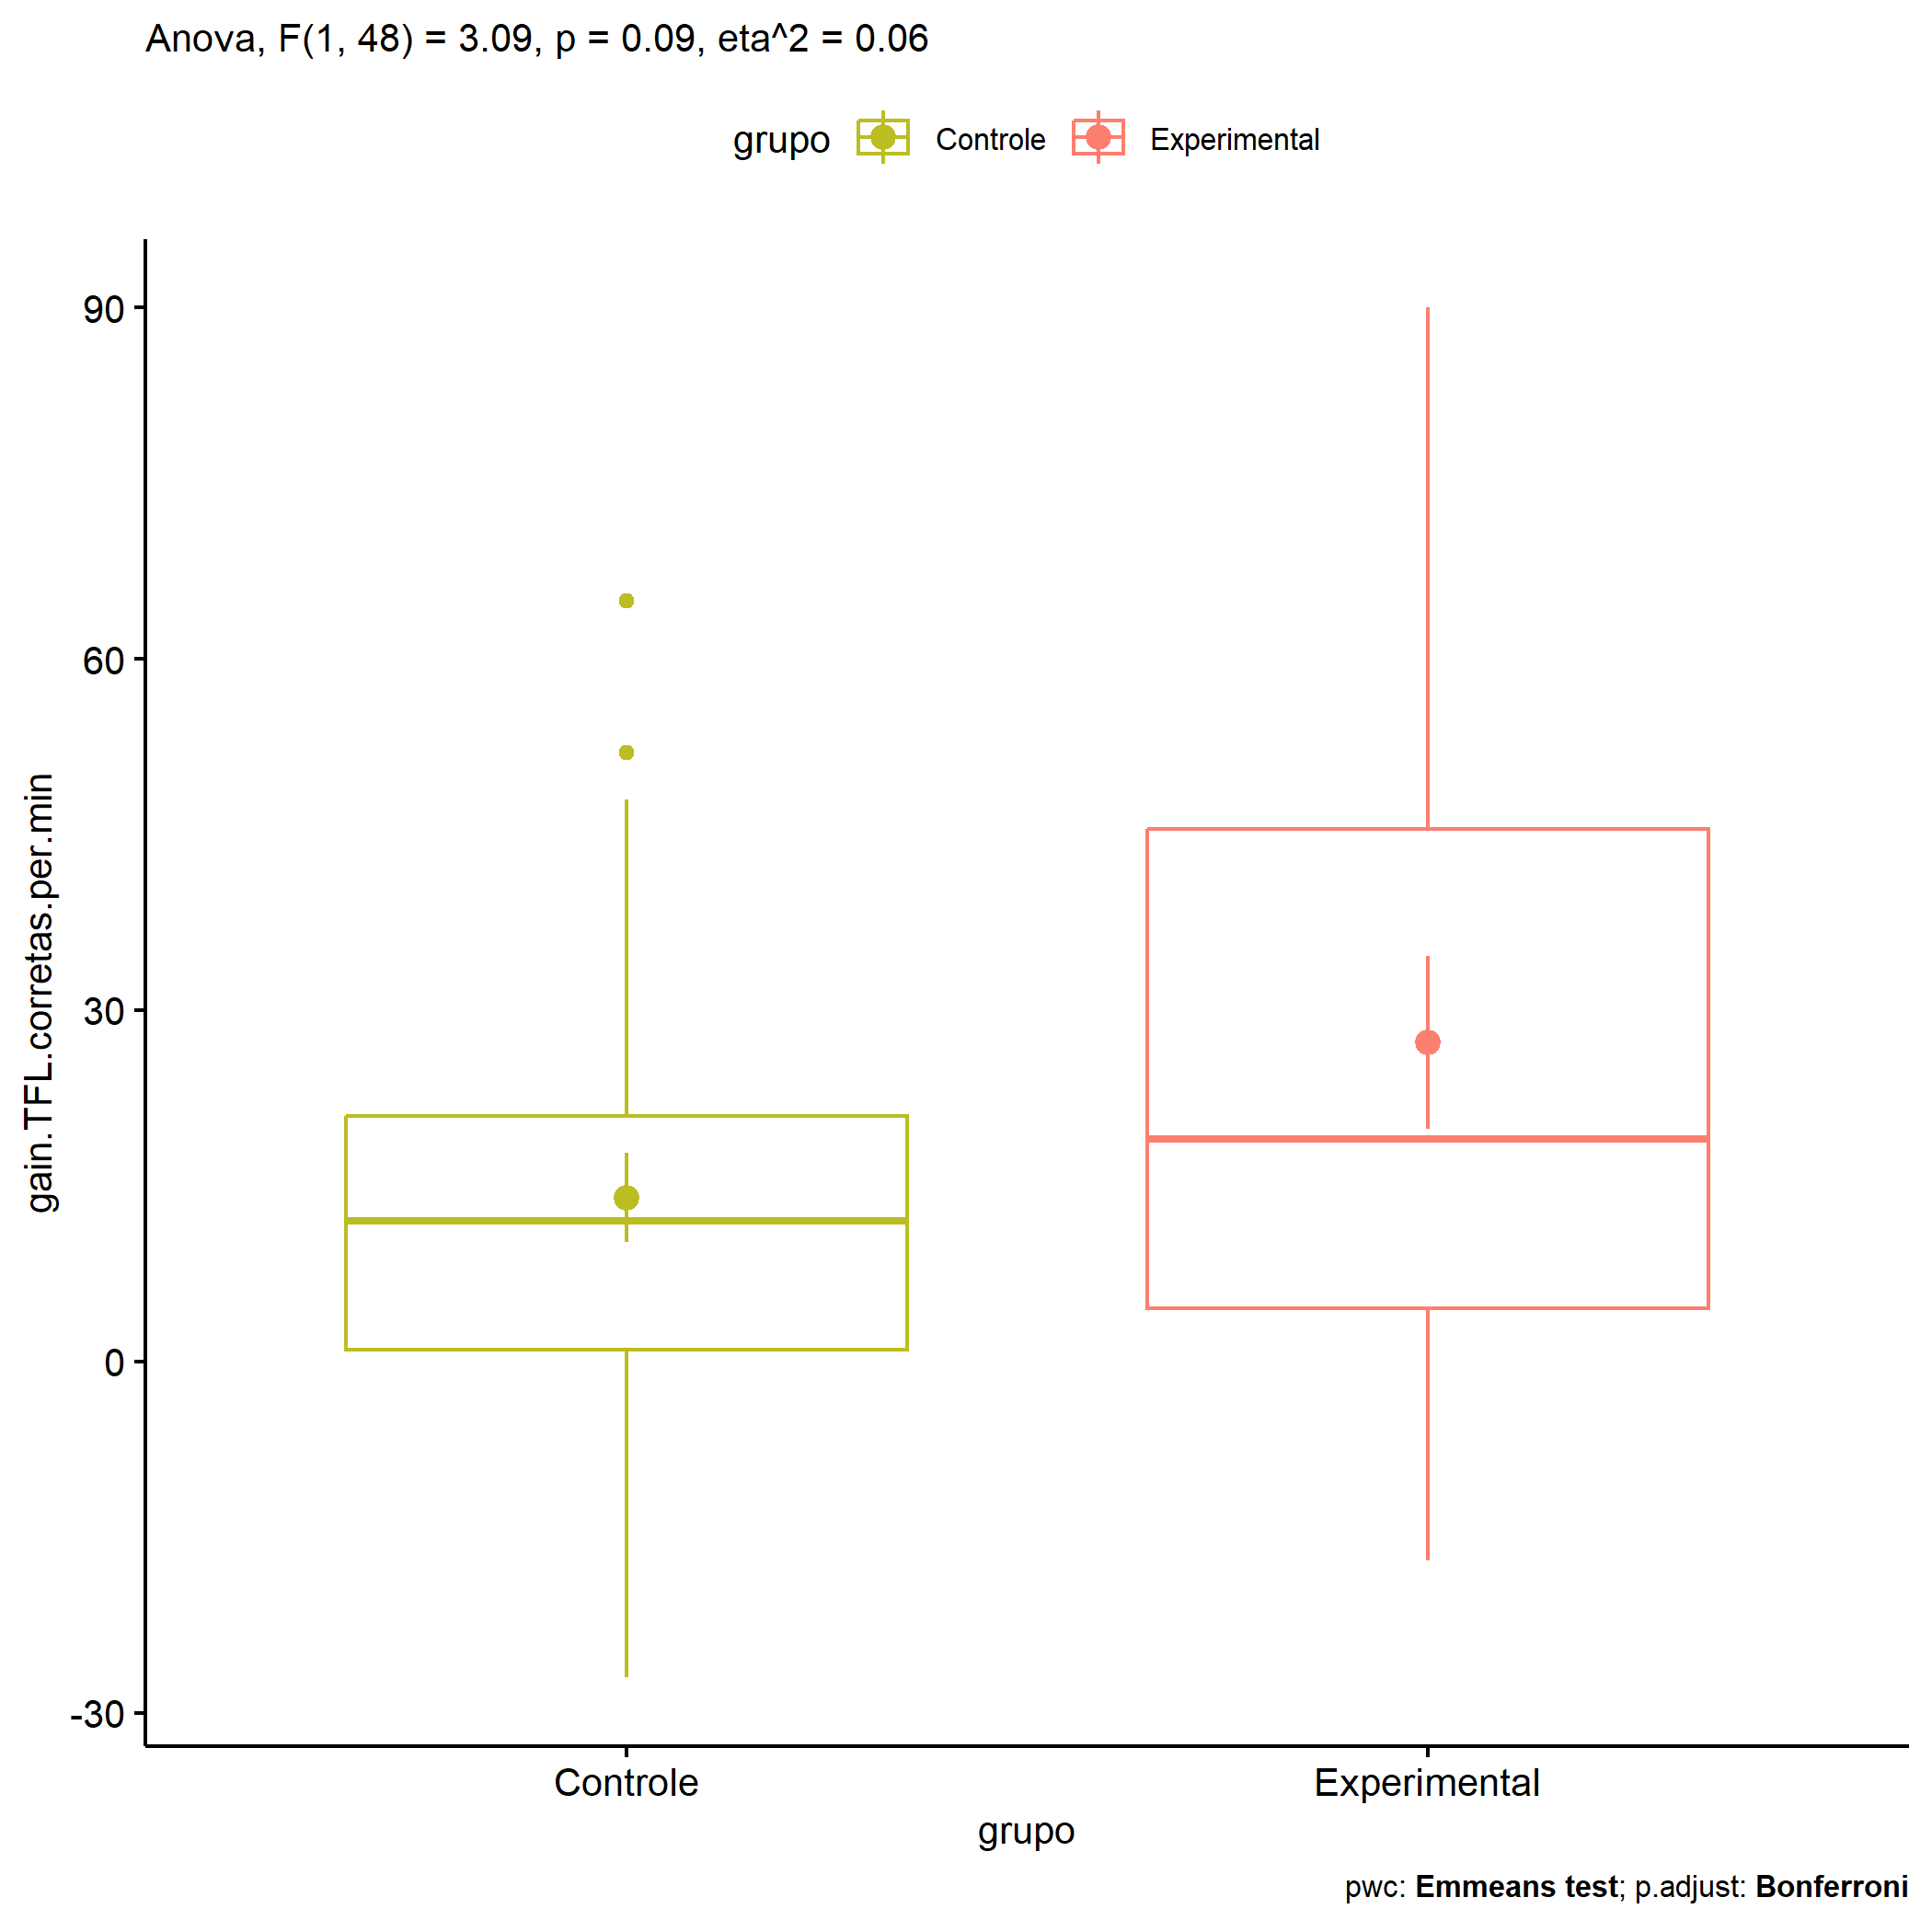 Anova, F(1, 48) = 3.09, p = 0.09, eta^2 = 0.06
grupo Controle Experimental
gain.TFL.corretas.per.min
90
60
30
0
-30
Controle Experimental
grupo
pwc: Emmeans test; p.adjust: Bonferroni